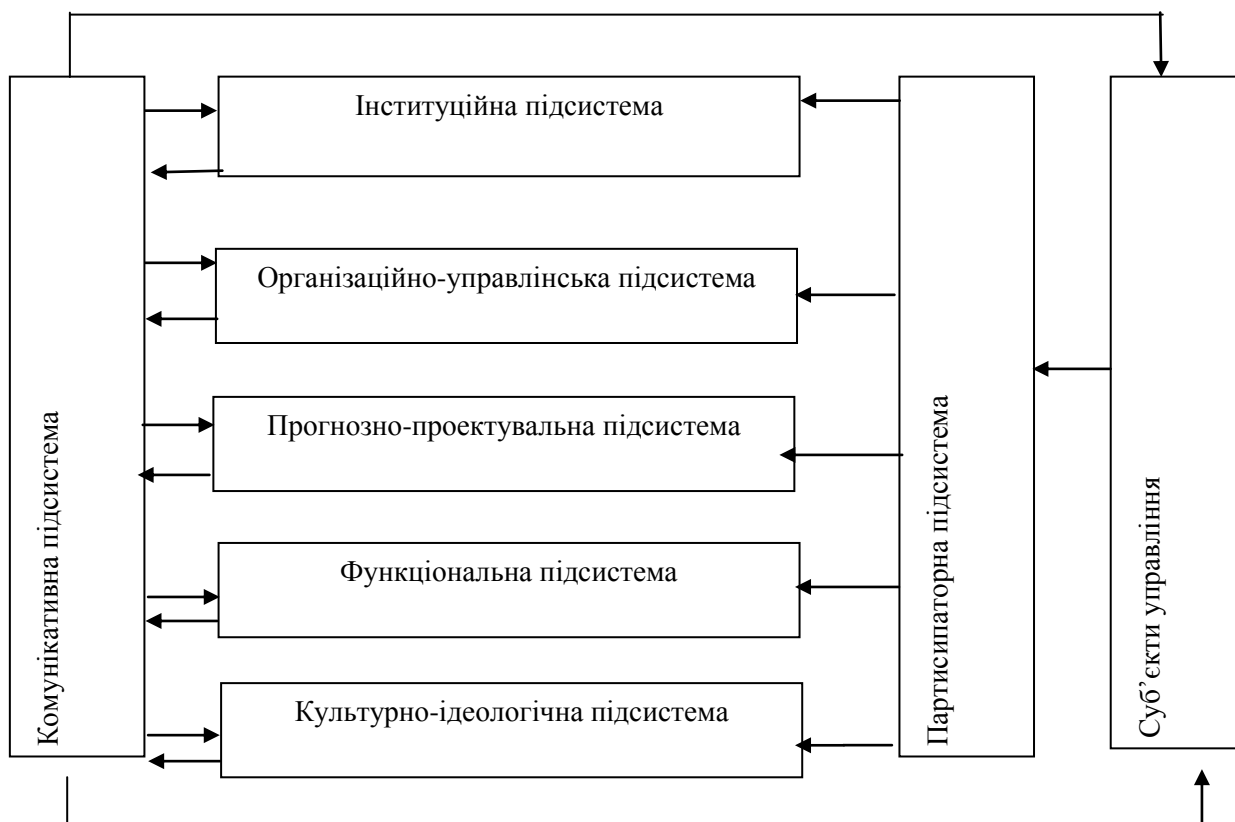 Комунікативна підсистема
Інституційна підсистема
Організаційно-управлінська підсистема
Прогнозно-проектувальна підсистема
Функціональна підсистема
Культурно-ідеологічна підсистема
Партисипаторна підсистема
Суб’єкти управління